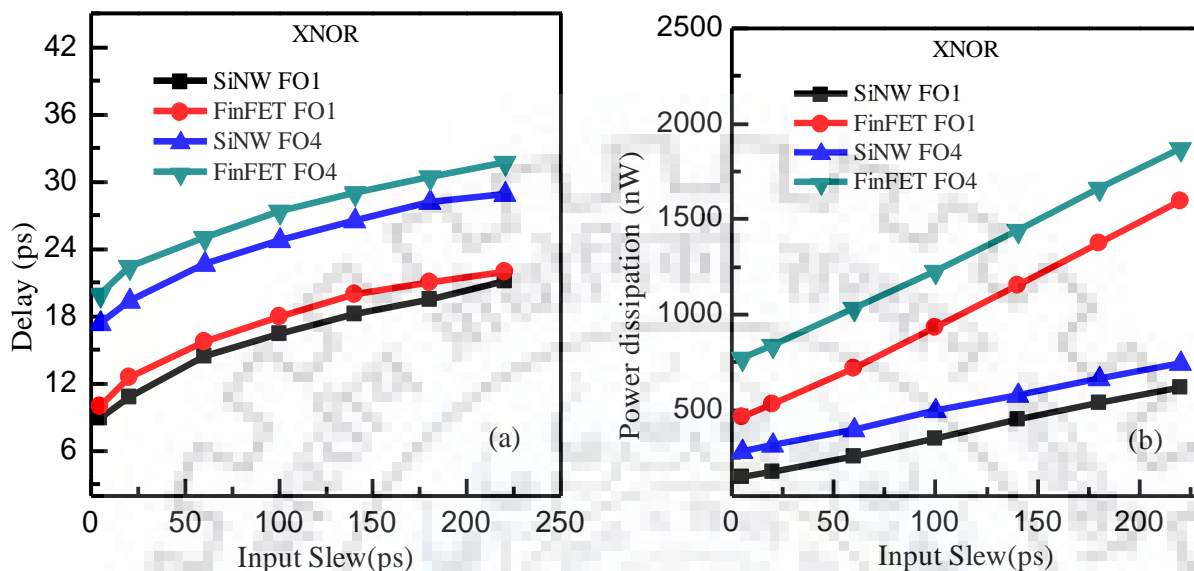 XNOR
SiNW FO1
FinFET FO1
SiNW FO4
FinFET FO4
42
36
30
24
18
12
6
Delay (ps)
(a)
0 50 100 150 200 250
Input Slew(ps)
XNOR
SiNW FO1
FinFET FO1
SiNW FO4
FinFET FO4
2500
2000
1500
1000
500
Power dissipation (nW)
(b)
0 50 100 150 200
Input Slew(ps)